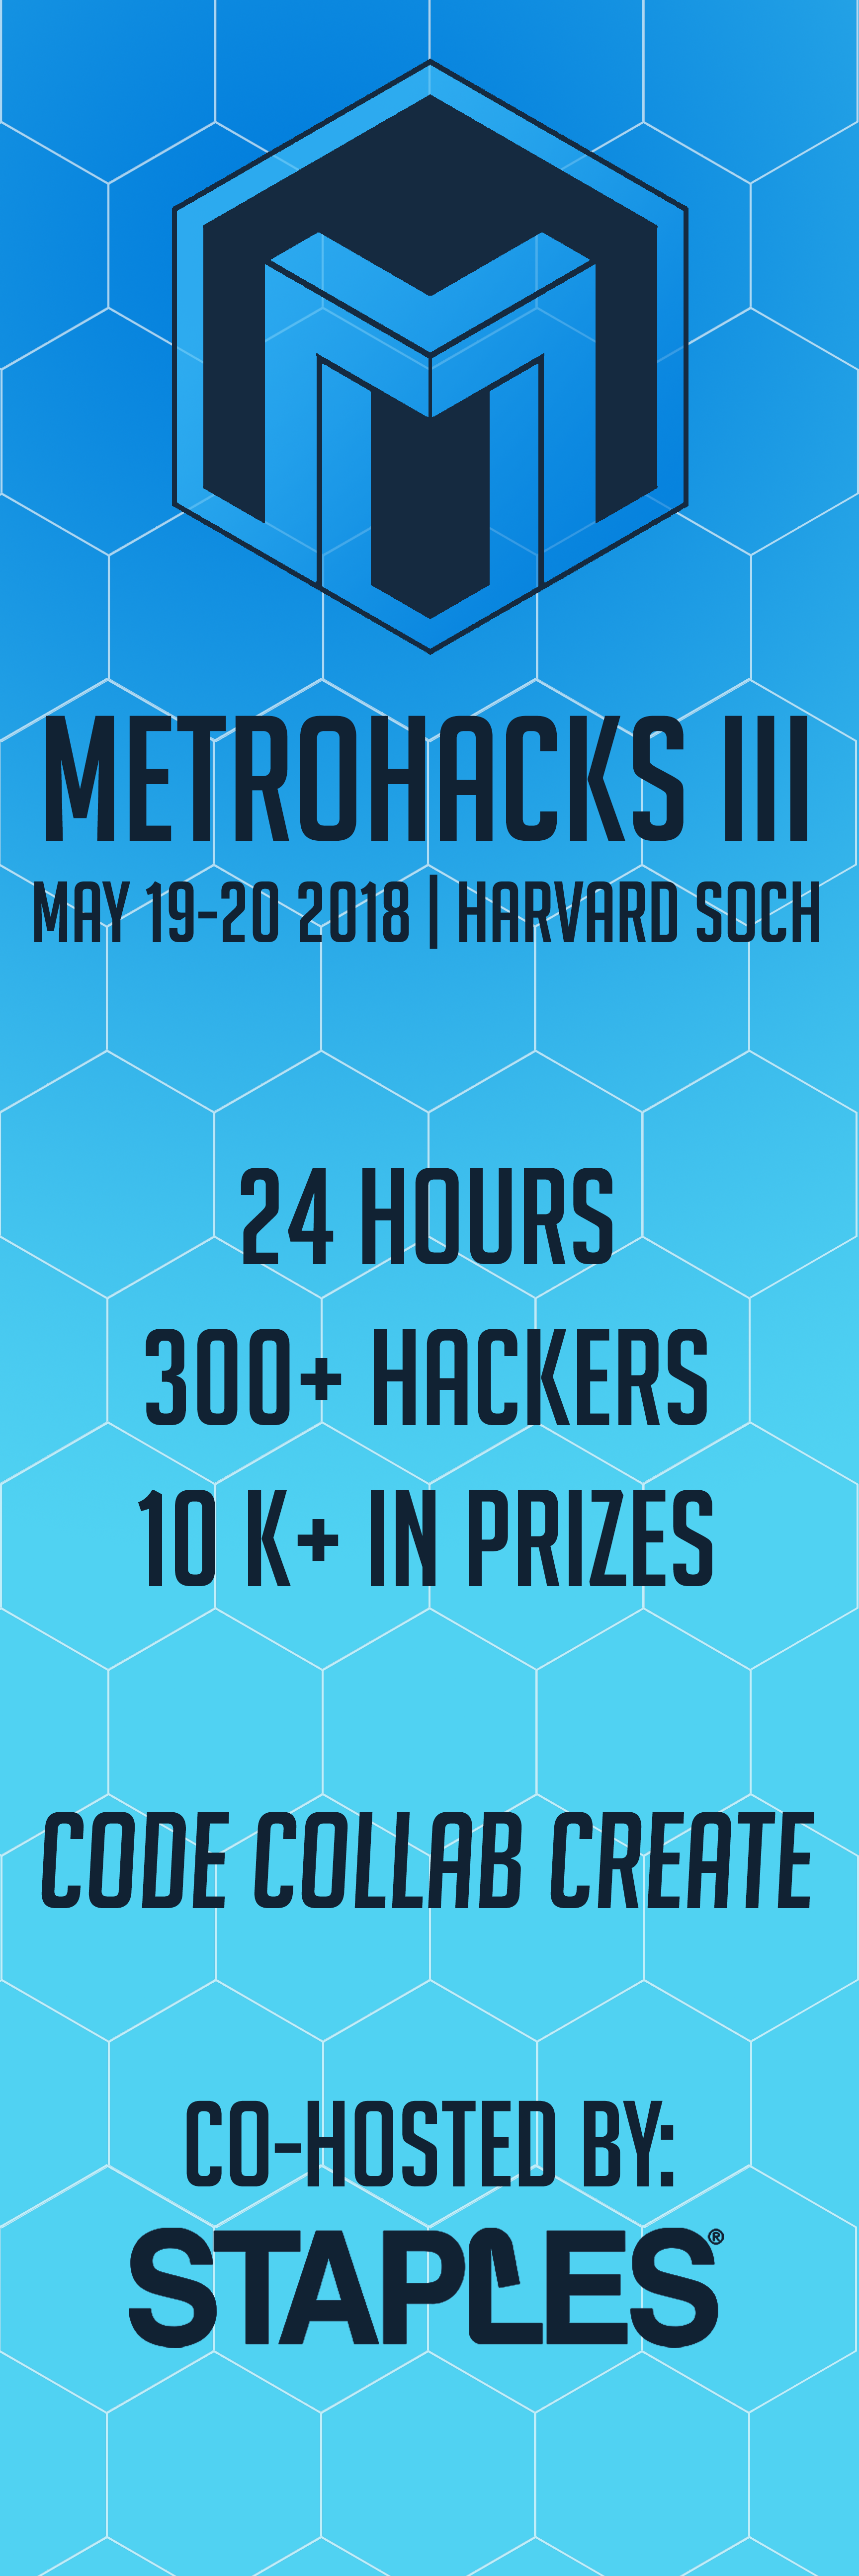 METROHACKS III
MAY 19-20 2018 | HARVARD SOCH
24 HOURS
300+ HACKERS
10 K+ IN PRIZES
CODE COLLAB CREATE
CO-HOSTED BY:
STAPLES®